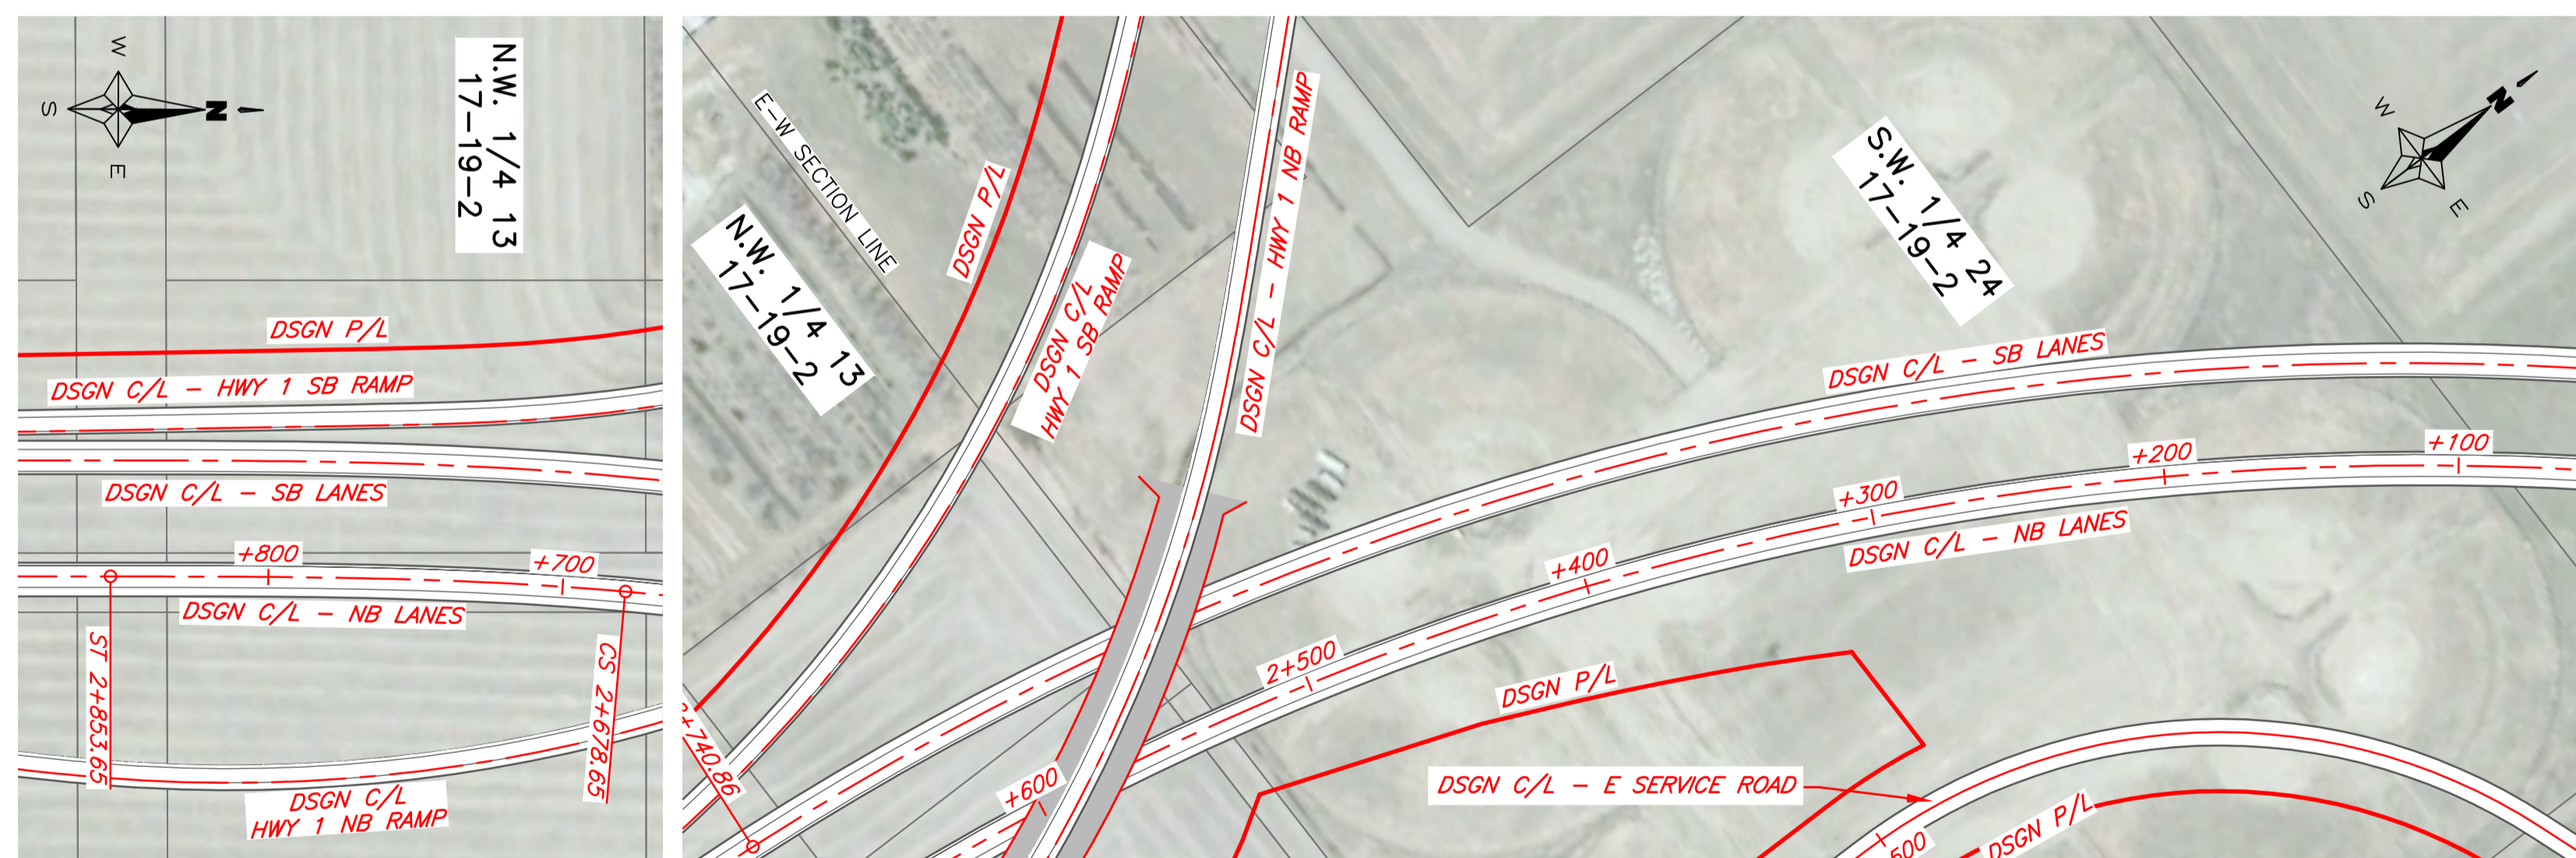 W
S
N
E
N.W. 1/4 13
17-19-2
DSGN P/L
DSGN C/L - HWY 1 SB RAMP
DSGN C/L - SB LANES
+800
+700
DSGN C/L - NB LANES
ST 2+853.65
CS 2+678.65
DSGN C/L
HWY 1 NB RAMP
E-W SECTION LINE
N.W. 1/4 13
17-19-2
DSGN P/L
DSGN C/L
HWY 1 SB RAMP
DSGN C/L - HWY 1 NB RAMP
S.W. 1/4 24
17-19-2
W
N
S
E
DSGN C/L - SB LANES
+100
+200
+300
+400
2+500
+600
DSGN C/L - NB LANES
DSGN P/L
DSGN C/L - E SERVICE ROAD
+740.86
500
DSGN P/L